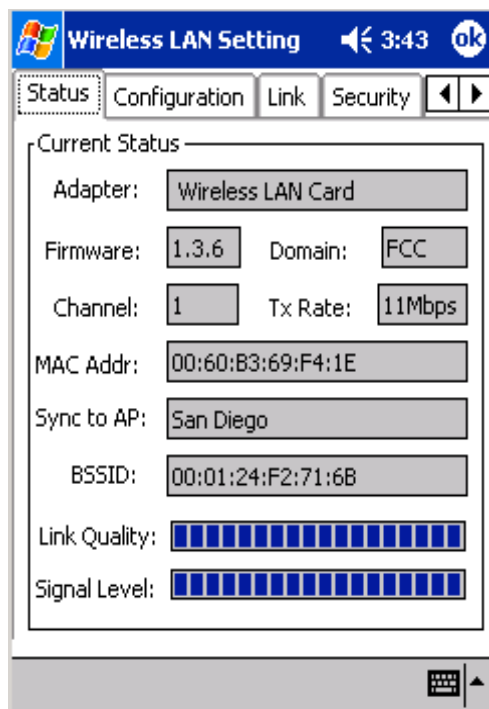 Wireless LAN Setting 3:43 ok
Status Configuration Link Security
Current Status
Adapter: Wireless LAN Card
Firmware: 1.3.6 Domain: FCC
Channel: 1 Tx Rate: 11Mbps
MAC Addr: 00:60:B3:69:F4:1E
Sync to AP: San Diego
BSSID: 00:01:24:F2:71:6B
Link Quality:
Signal Level: